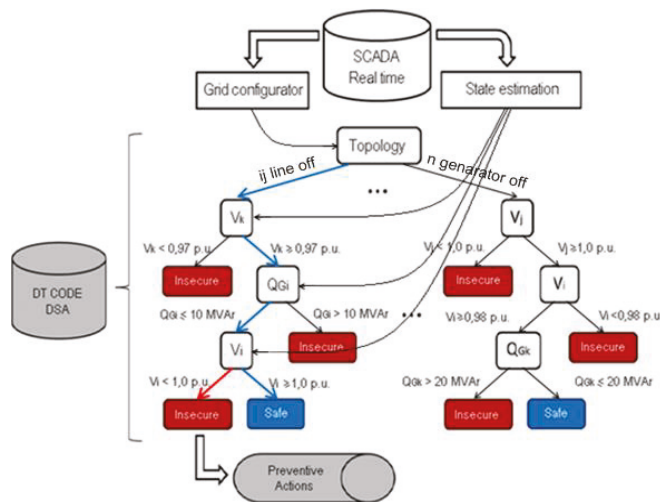 SCADA
Real time
Grid configurator
State estimation
Topology
ij line off
...
n genarator off
Vk
Vj
Vk < 0,97 p.u.
Vk ≥ 0,97 p.u.
Vj < 1,0 p.u.
Vj ≥1,0 p.u.
Insecure
QGi
Insecure
Vi
DT CODE
DSA
QGi ≤ 10 MVAr
QGi > 10 MVAr
...
Vi ≥0,98 p.u.
Vi <0,98 p.u.
Vi
Insecure
QGk
Insecure
Vi < 1,0 p.u.
Vi ≥1,0 p.u.
QGk > 20 MVAr
QGk ≤ 20 MVAr
Insecure
Safe
Insecure
Safe
Preventive
Actions